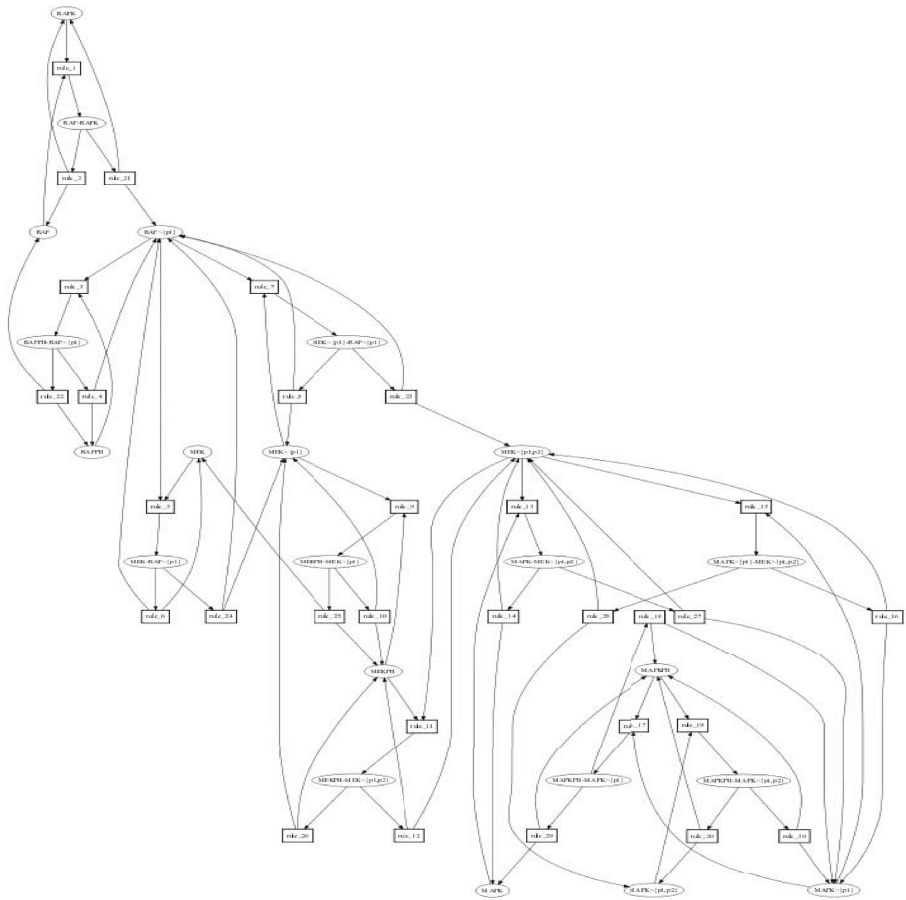 RAFK
rule_1
RAF-RAFK
rule_2
rule_21
RAF
RAF~{p1}
rule_3
rule_7
RAFPH-RAF~{p1}
MEK~{p1}-RAF~{p1}
rule_22
rule_4
rule_8
rule_23
RAFPH
MEK
MEK~{p1}
MEK~{p1,p2}
rule_5
rule_9
rule_13
rule_15
MEK-RAF~{p1}
MEKPH-MEK~{p1}
MAPK-MEK~{p1,p2}
MAPK~{p1}-MEK~{p1,p2}
rule_6
rule_24
rule_25
rule_10
rule_14
rule_28
rule_18
rule_27
rule_16
MEKPH
MAPKPH
rule_11
rule_17
rule_19
MEKPH-MEK~{p1,p2}
MAPKPH-MAPK~{p1}
MAPKPH-MAPK~{p1,p2}
rule_26
rule_12
rule_29
rule_20
rule_30
MAPK
MAPK~{p1,p2}
MAPK~{p1}